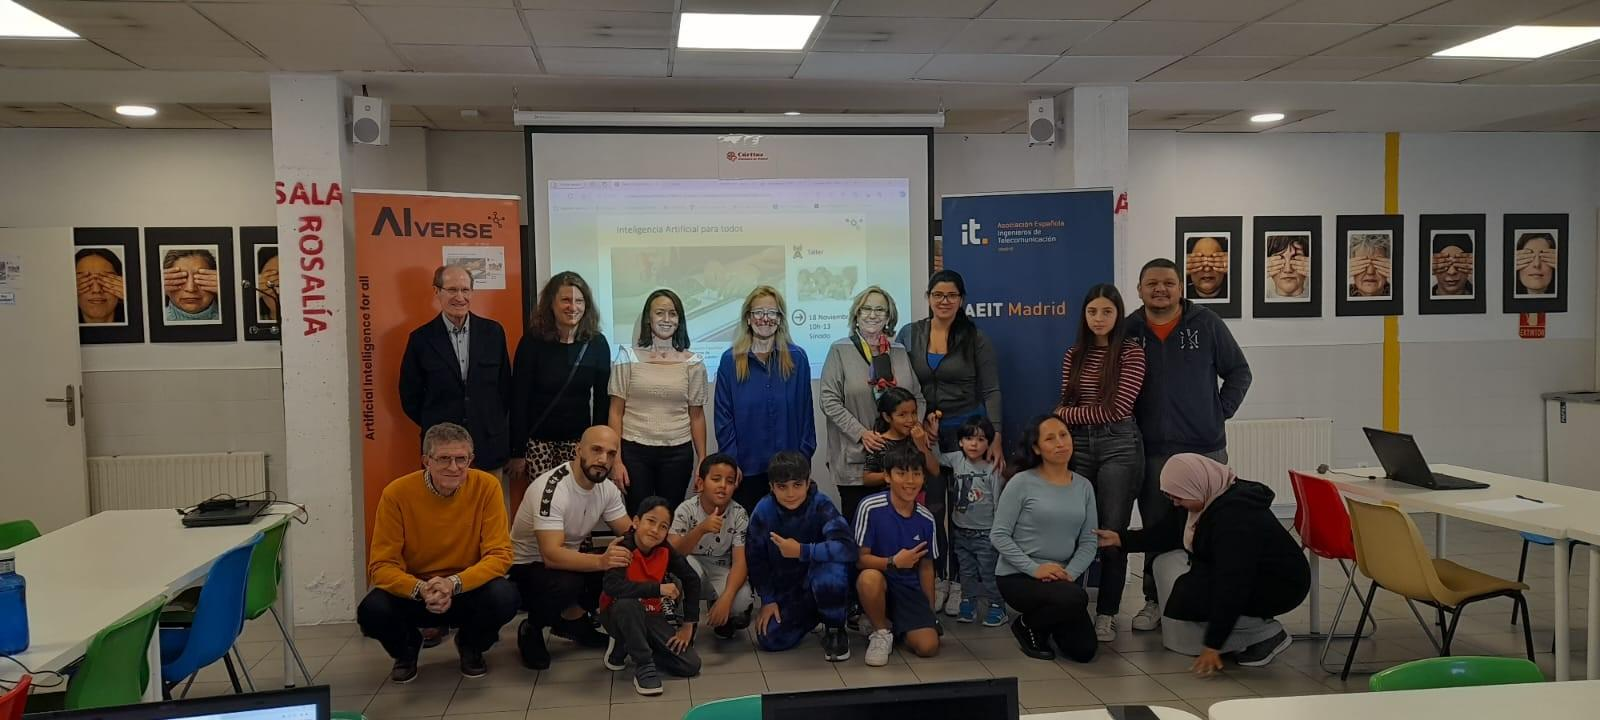 SALA
ROSALÍA
AIVERSE
Artificial Intelligence for all
Cáritas
Inteligencia Artificial para todos
Taller
18 Noviembre
10h-13
it.
Asociación Española
Ingenieros de
Telecomunicación
AEIT Madrid
EXTINTOR